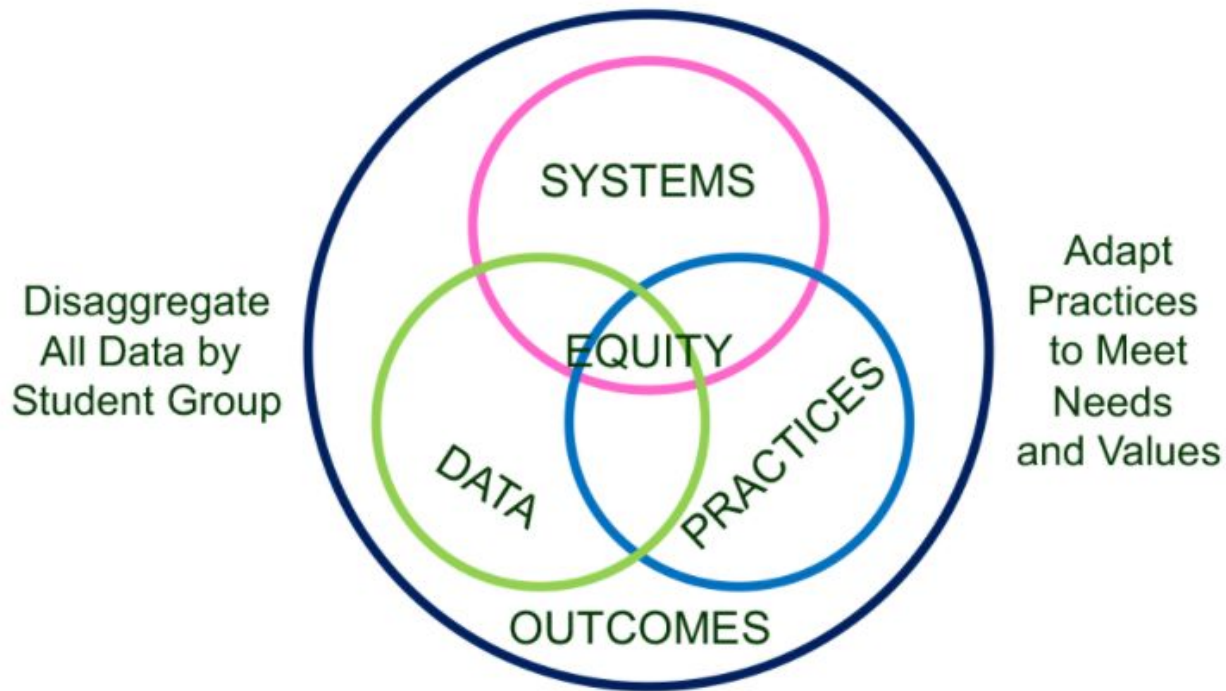 SYSTEMS
Disaggregate
All Data by
Student Group
EQUITY
DATA
PRACTICES
OUTCOMES
Adapt
Practices
to Meet
Needs
and Values